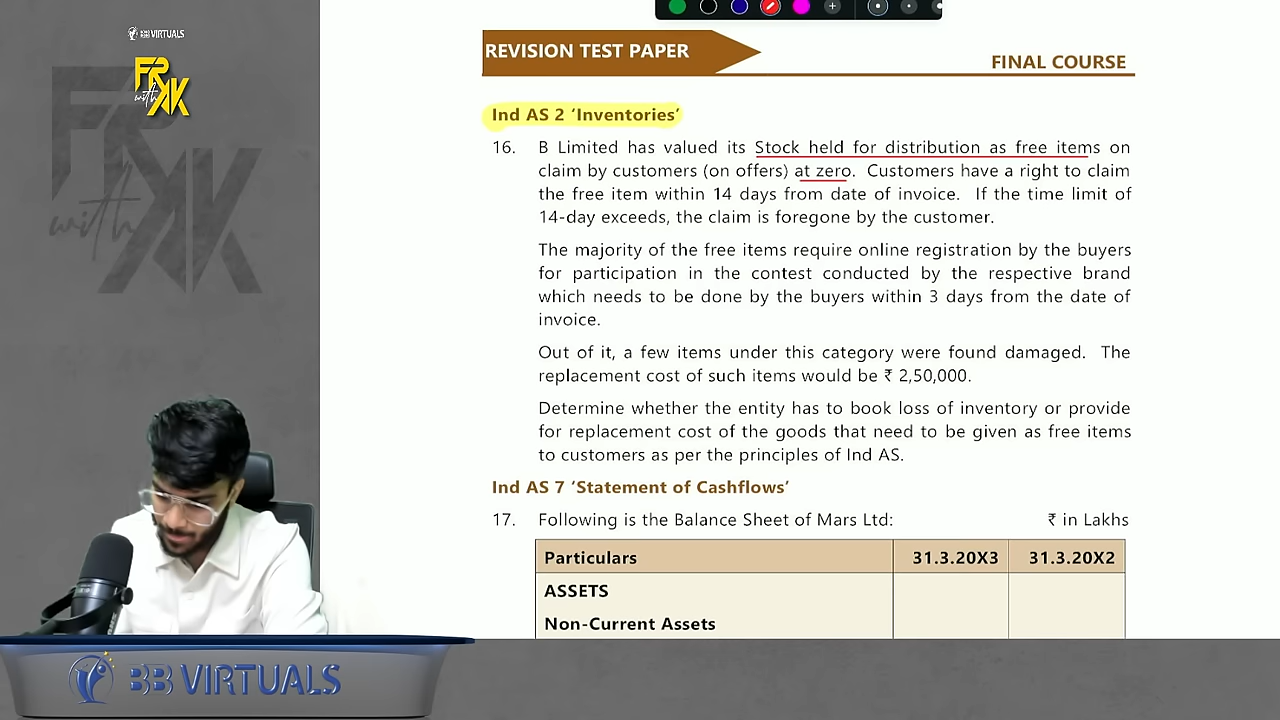 BB VIRTUALS
FR
with
AK
FR
with
AK
REVISION TEST PAPER
FINAL COURSE
Ind AS 2 ‘Inventories’
16. B Limited has valued its Stock held for distribution as free items on
claim by customers (on offers) at zero. Customers have a right to claim
the free item within 14 days from date of invoice. If the time limit of
14-day exceeds, the claim is foregone by the customer.
The majority of the free items require online registration by the buyers
for participation in the contest conducted by the respective brand
which needs to be done by the buyers within 3 days from the date of
invoice.
Out of it, a few items under this category were found damaged. The
replacement cost of such items would be ₹ 2,50,000.
Determine whether the entity has to book loss of inventory or provide
for replacement cost of the goods that need to be given as free items
to customers as per the principles of Ind AS.
Ind AS 7 ‘Statement of Cashflows’
17. Following is the Balance Sheet of Mars Ltd: ₹ in Lakhs
Particulars 31.3.20X3 31.3.20X2
ASSETS
Non-Current Assets
BB VIRTUALS